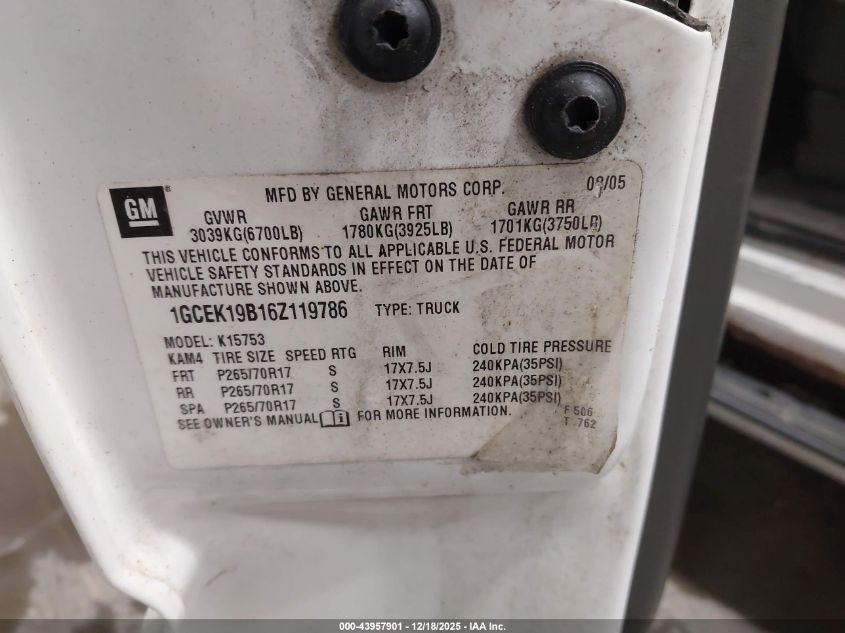 GM ®
MFD BY GENERAL MOTORS CORP. 08/05
GVWR GAWR FRT GAWR RR
3039KG(6700LB) 1780KG(3925LB) 1701KG(3750LB)
THIS VEHICLE CONFORMS TO ALL APPLICABLE U.S. FEDERAL MOTOR
VEHICLE SAFETY STANDARDS IN EFFECT ON THE DATE OF
MANUFACTURE SHOWN ABOVE.
1GCEK19B16Z119786 TYPE: TRUCK
MODEL: K15753
KAM4 TIRE SIZE SPEED RTG RIM COLD TIRE PRESSURE
FRT P265/70R17 S 17X7.5J 240KPA(35PSI)
RR P265/70R17 S 17X7.5J 240KPA(35PSI)
SPA P265/70R17 S 17X7.5J 240KPA(35PSI)
SEE OWNER'S MANUAL FOR MORE INFORMATION.
F 506
T 762
000-43957901 | 12/18/2025 | IAA Inc.